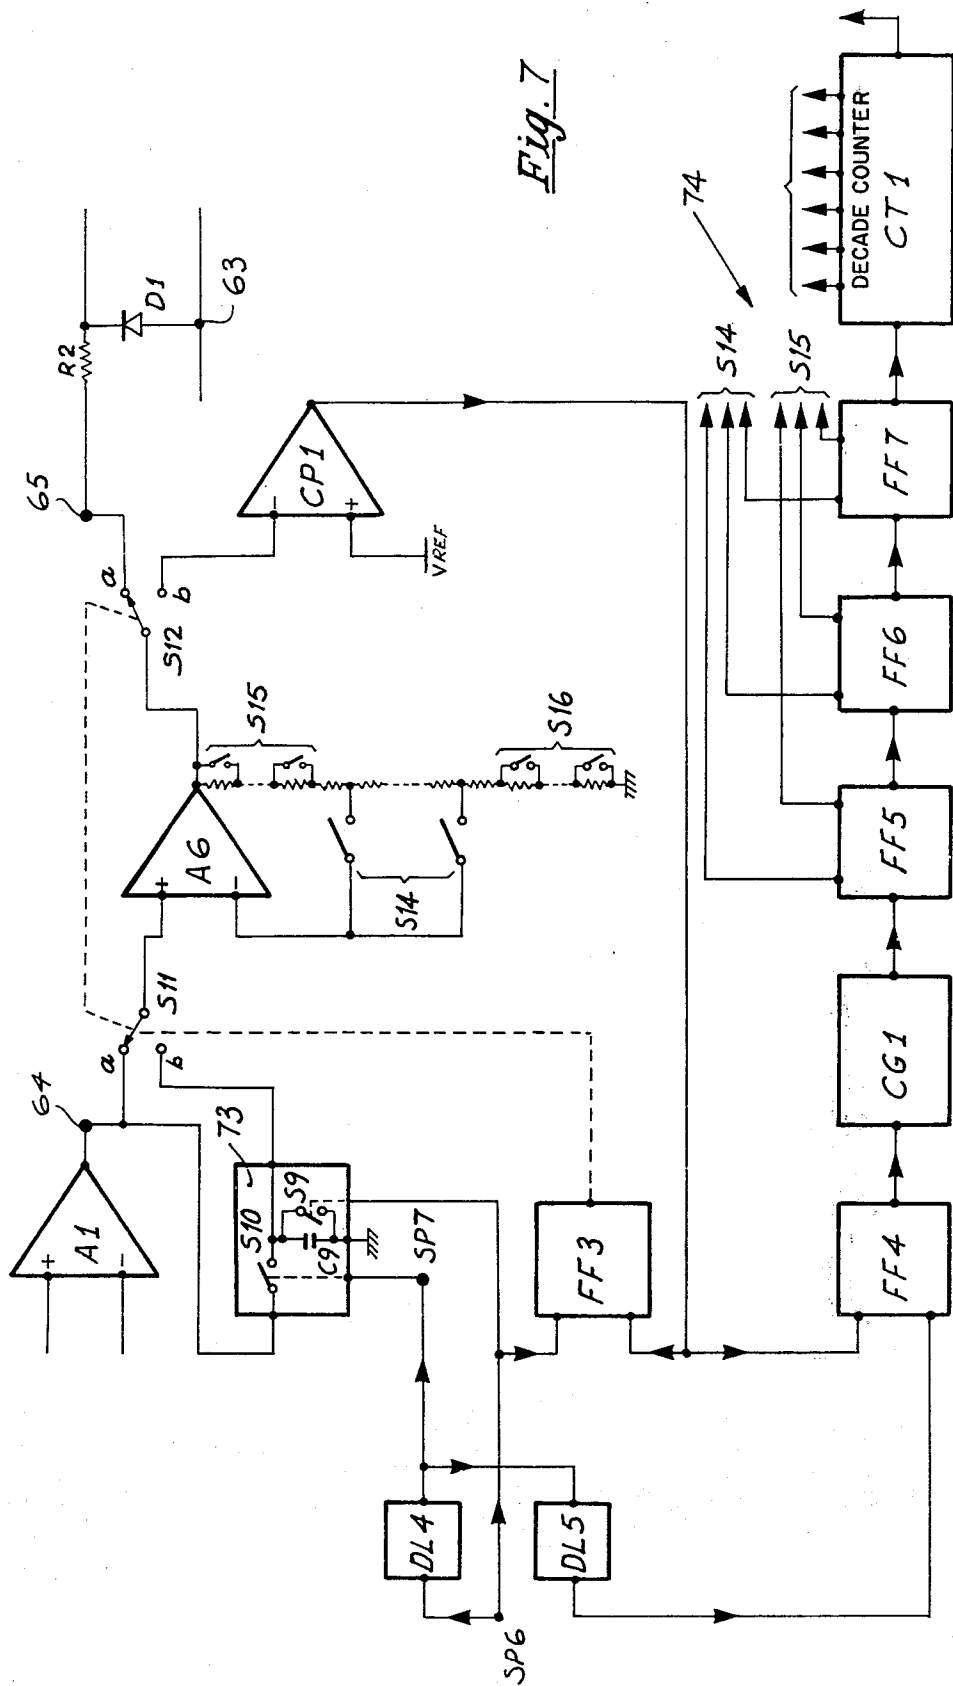 Fig. 7
64
A1
+
−
a
b
S11
73
S10
S9
C9
SP7
DL4
SP6
DL5
FF3
A6
+
−
S14
S15
S16
a
b
S12
65
R2
D1
63
CP1
−
+
VREF
74
S14
S15
FF4
CG1
FF5
FF6
FF7
DECADE COUNTER
CT1